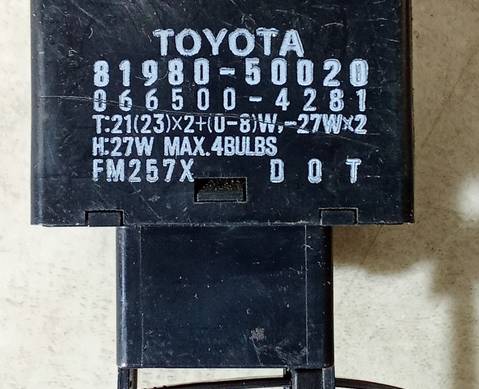 TOYOTA
81980-50020
066500-4281
T:21(23)×2+(0-8)W,-27W×2
H:27W MAX.4BULBS
FM257X DOT